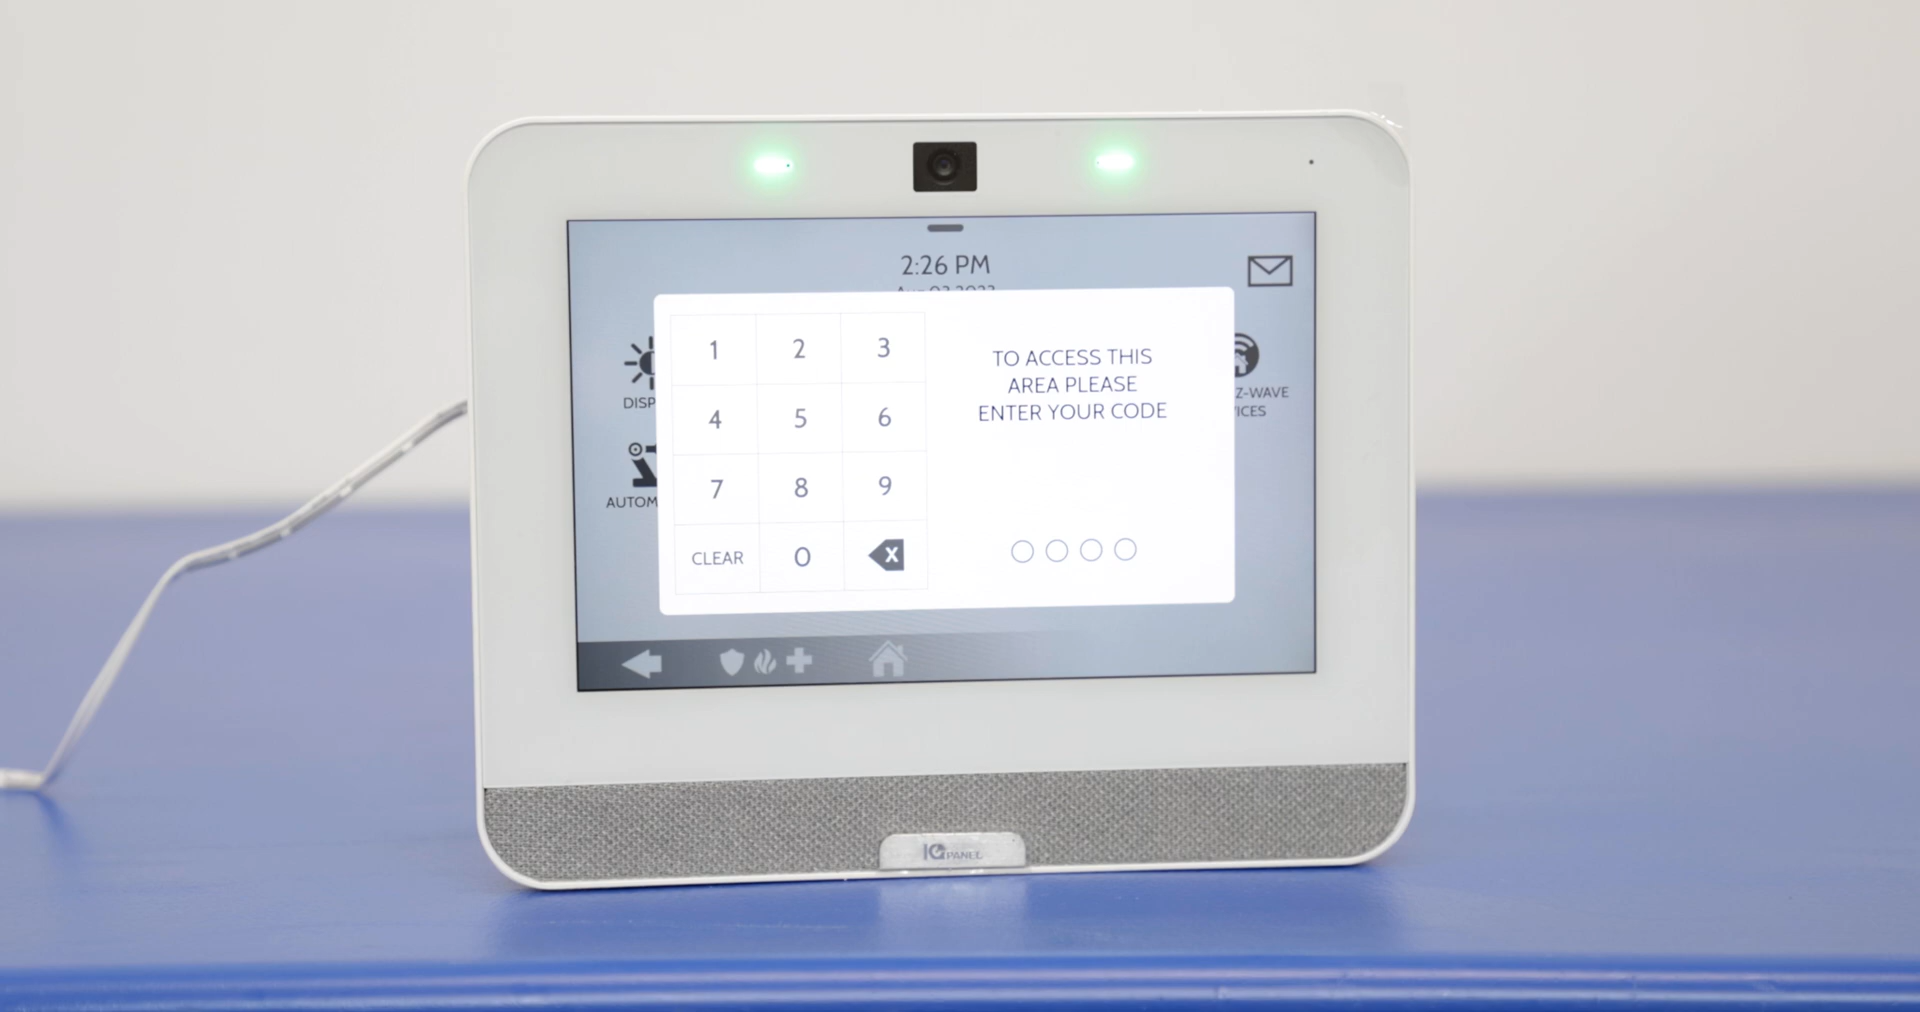 2:26 PM
1 2 3
4 5 6
7 8 9
CLEAR 0
TO ACCESS THIS
AREA PLEASE
ENTER YOUR CODE
DISP
AUTOM
Z-WAVE
ICES
IQ PANEL